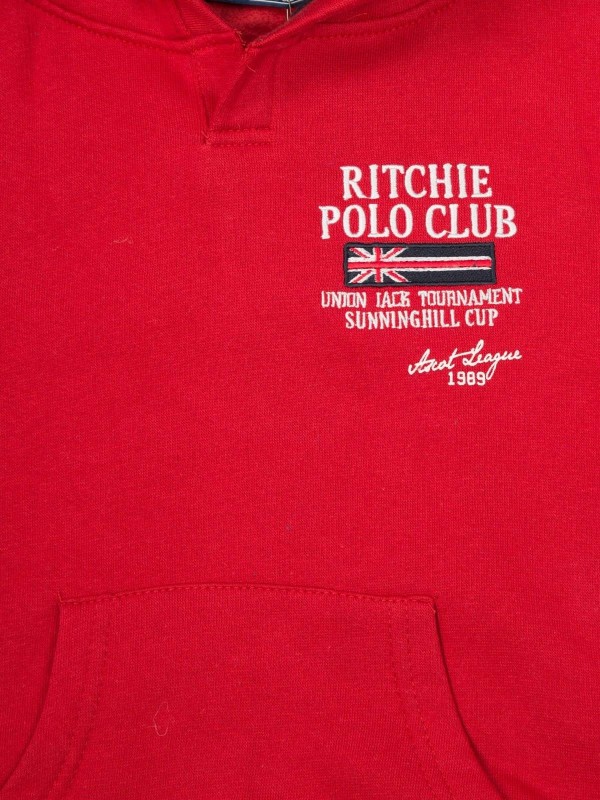 RITCHIE
POLO CLUB
UNION JACK TOURNAMENT
SUNNINGHILL CUP
Ascot League
1989